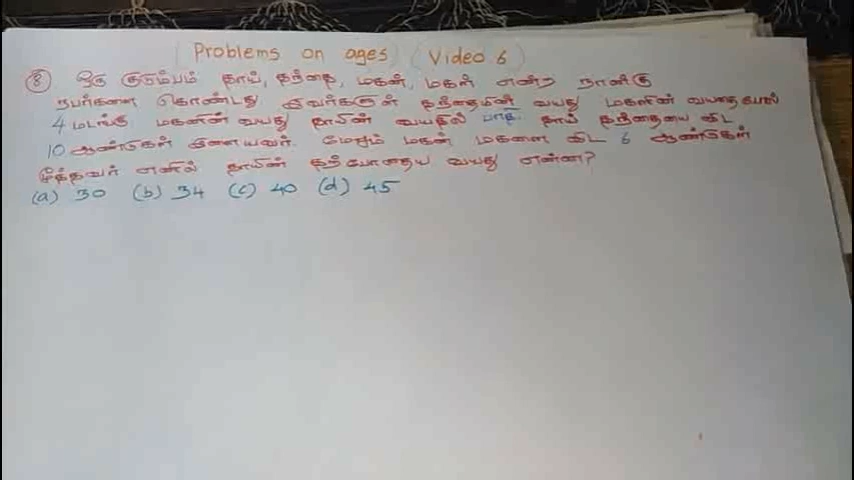 (Problems on ages) (Video 6)
8 ஒரு குடும்பம் தாய், தந்தை, மகன், மகள் என்ற நான்கு
நபர்களை கொண்டது இவர்களுள் தந்தையின் வயது மகளின் வயதைபோல்
4 மடங்கு. மகனின் வயது தாயின் வயதில் பாதி. தாய் தந்தையை விட
10 ஆண்டுகள் இளையவர். மேலும் மகன் மகளை விட 6 ஆண்டுகள்
மூத்தவர் எனில் தாயின் தற்போதைய வயது என்ன?
(a) 30 (b) 34 (c) 40 (d) 45